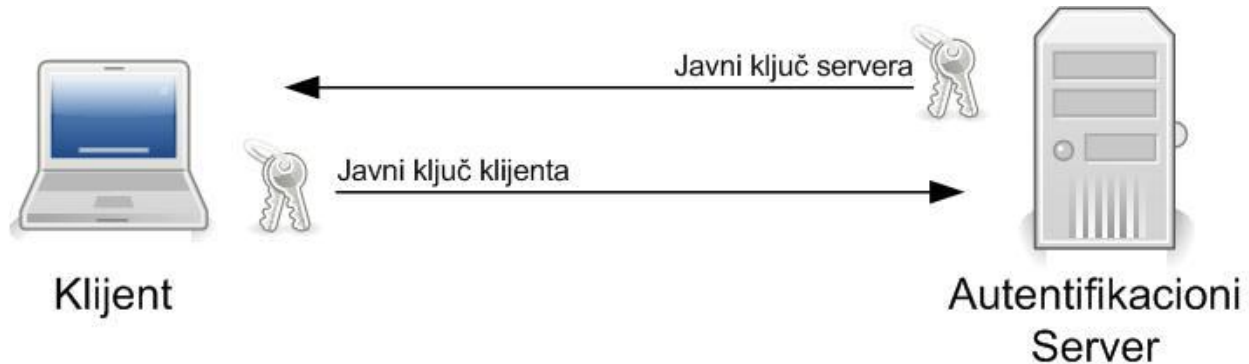 Javni ključ servera
Javni ključ klijenta
Klijent
Autentifikacioni
Server